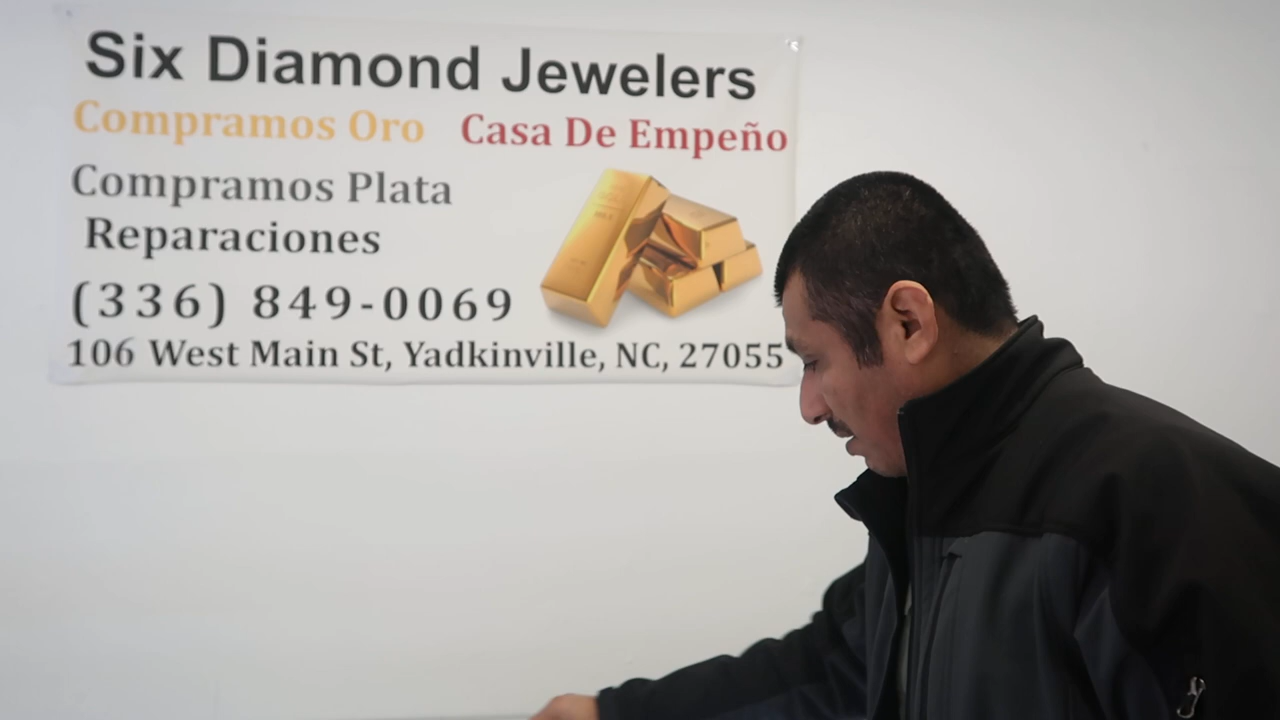 Six Diamond Jewelers
Compramos Oro Casa De Empeño
Compramos Plata
Reparaciones
(336) 849-0069
106 West Main St, Yadkinville, NC, 27055